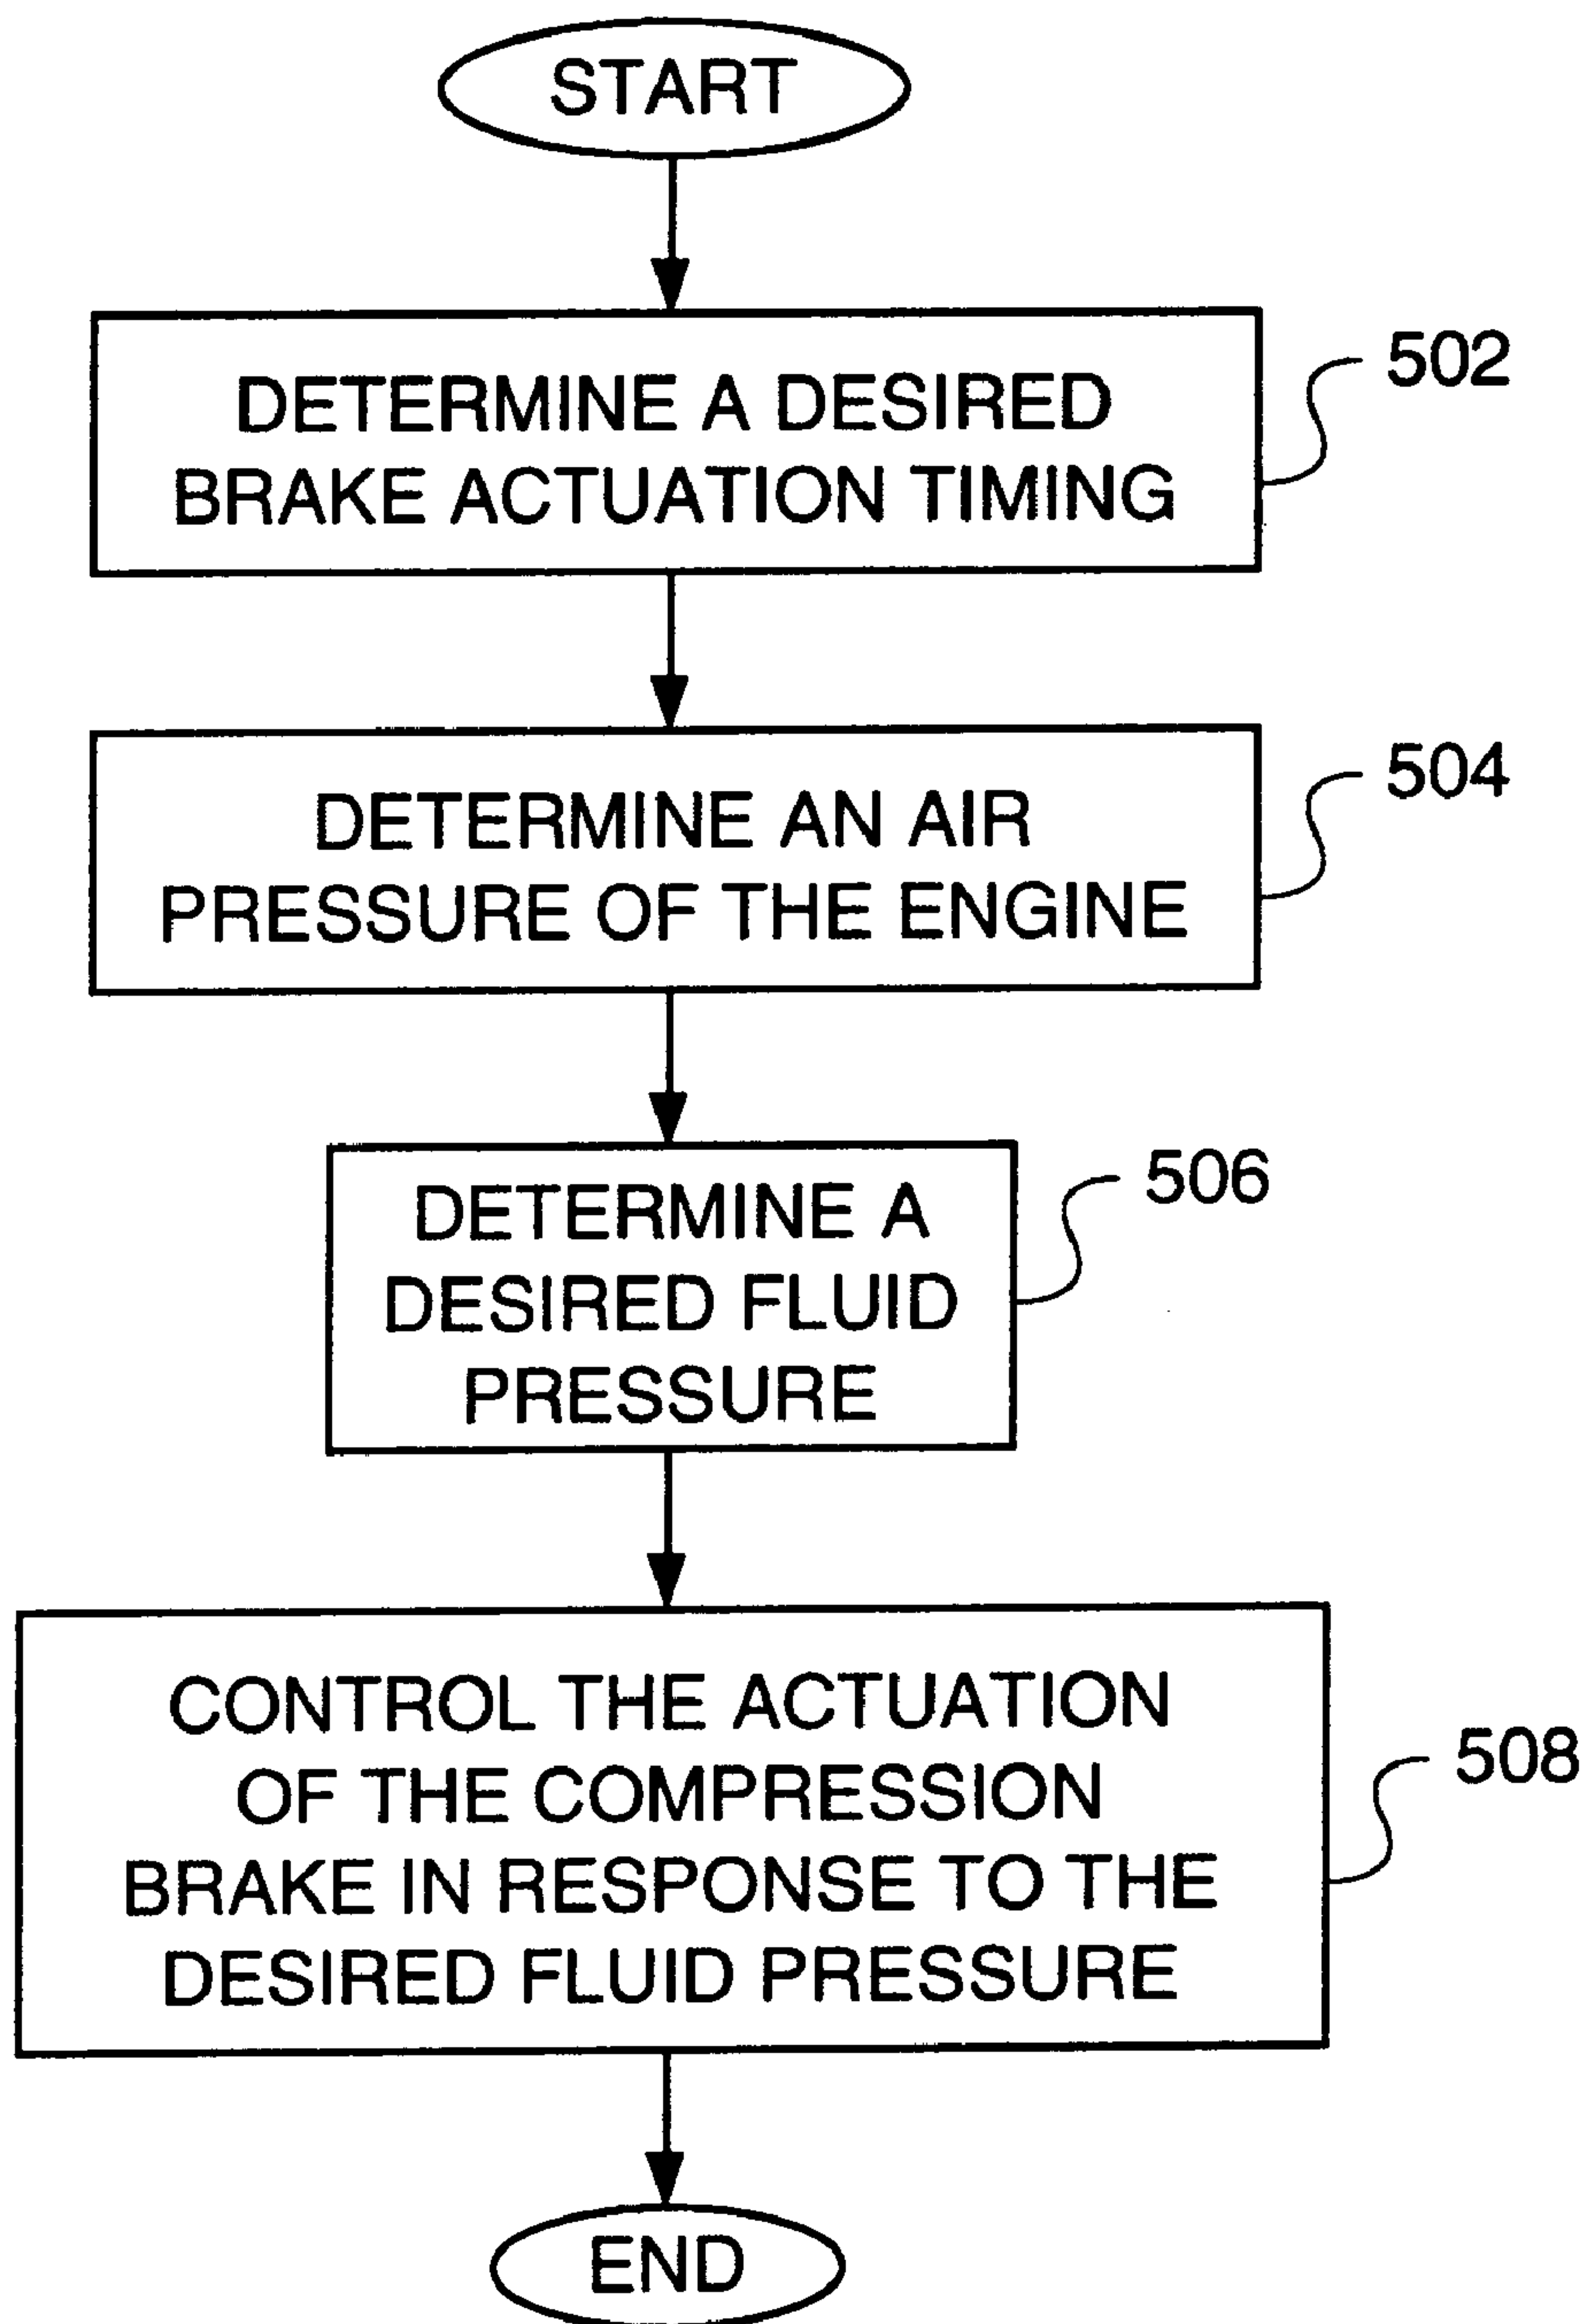 START
DETERMINE A DESIRED
BRAKE ACTUATION TIMING
502
DETERMINE AN AIR
PRESSURE OF THE ENGINE
504
DETERMINE A
DESIRED FLUID
PRESSURE
506
CONTROL THE ACTUATION
OF THE COMPRESSION
BRAKE IN RESPONSE TO THE
DESIRED FLUID PRESSURE
508
END